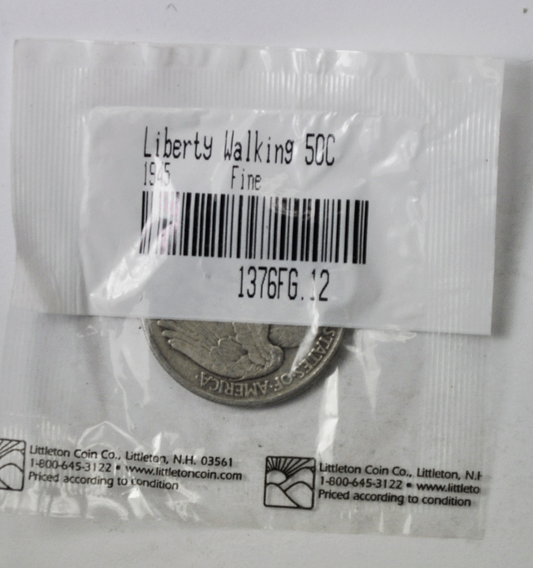 Liberty Walking 50C
1945 Fine
1376FG.12
STATES·OF·AMERICA·
Littleton Coin Co., Littleton, N.H. 03561
1-800-645-3122 • www.littletoncoin.com
Priced according to condition
Littleton Coin Co., Littleton, N.H
1-800-645-3122 • www.littleto
Priced according to condition